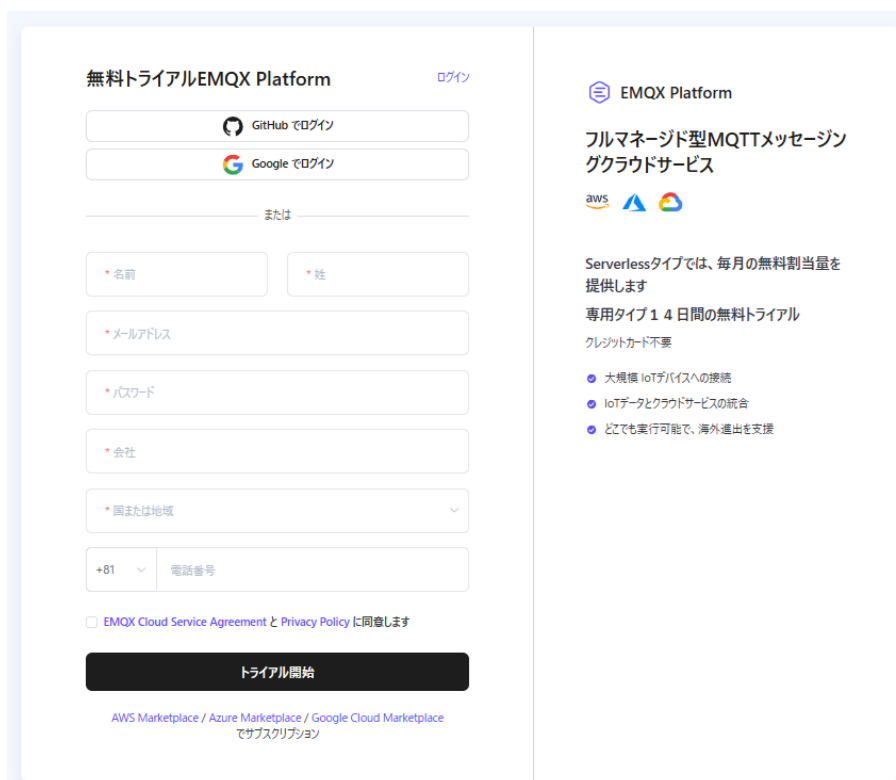 無料トライアルEMQX Platform
ログイン
GitHub でログイン
Google でログイン
または
* 名前
* 姓
* メールアドレス
* パスワード
* 会社
* 国または地域
+81
電話番号
EMQX Cloud Service Agreement と Privacy Policy に同意します
トライアル開始
AWS Marketplace / Azure Marketplace / Google Cloud Marketplace
でサブスクリプション
EMQX Platform
フルマネージド型MQTTメッセージン
グクラウドサービス
aws
Serverlessタイプでは、毎月の無料割当量を
提供します
専用タイプ１４日間の無料トライアル
クレジットカード不要
大規模 IoTデバイスへの接続
IoTデータとクラウドサービスの統合
どこでも実行可能で、海外進出を支援